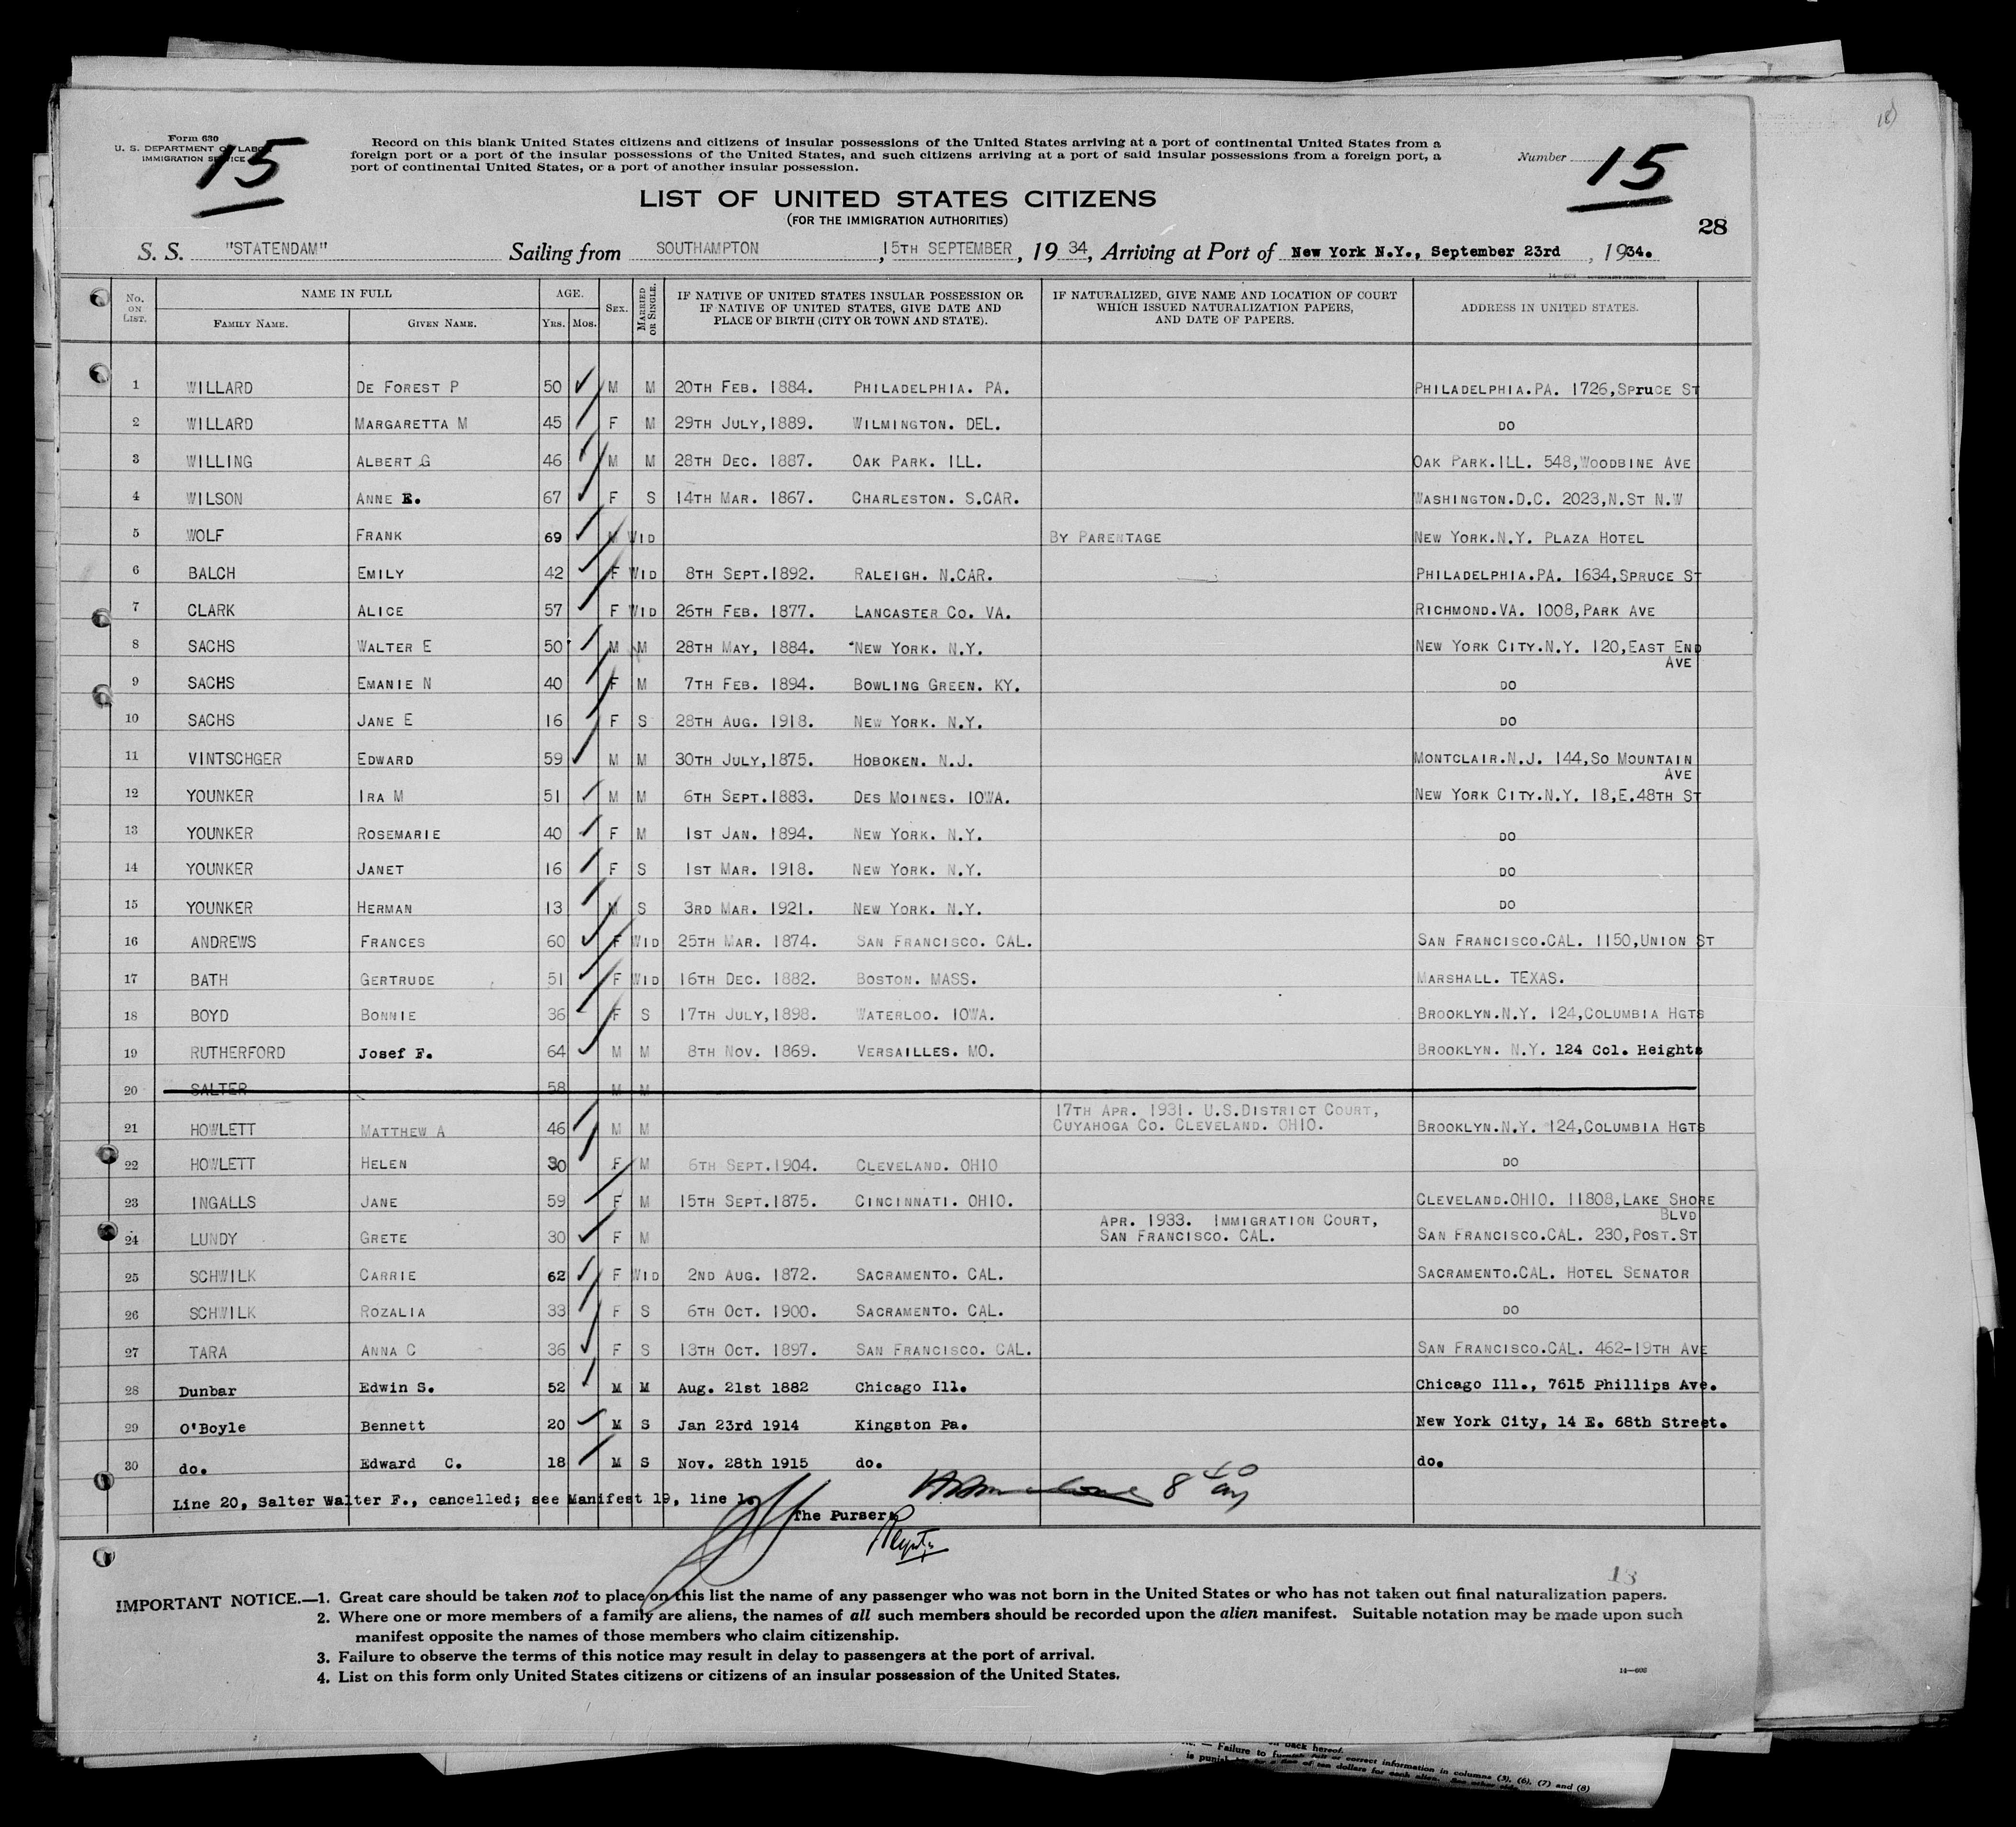 Form 630
U. S. DEPARTMENT OF LABOR
IMMIGRATION SERVICE
15
Record on this blank United States citizens and citizens of insular possessions of the United States arriving at a port of continental United States from a
foreign port or a port of the insular possessions of the United States, and such citizens arriving at a port of said insular possessions from a foreign port, a
port of continental United States, or a port of another insular possession.
Number 15
LIST OF UNITED STATES CITIZENS
(FOR THE IMMIGRATION AUTHORITIES)
28
S. S. "STATENDAM" Sailing from SOUTHAMPTON, 15TH SEPTEMBER, 1934, Arriving at Port of New York N.Y., September 23rd, 1934.
No. ON LIST. NAME IN FULL FAMILY NAME. GIVEN NAME. AGE. YRS. MOS. SEX. MARRIED OR SINGLE. IF NATIVE OF UNITED STATES INSULAR POSSESSION OR IF NATIVE OF UNITED STATES, GIVE DATE AND PLACE OF BIRTH (CITY OR TOWN AND STATE). IF NATURALIZED, GIVE NAME AND LOCATION OF COURT WHICH ISSUED NATURALIZATION PAPERS, AND DATE OF PAPERS. ADDRESS IN UNITED STATES.
1 WILLARD DE FOREST P 50 M M 20TH FEB. 1884. PHILADELPHIA. PA. PHILADELPHIA.PA. 1726,SPruCE ST
2 WILLARD MARGARETTA M 45 F M 29TH JULY,1889. WILMINGTON. DEL. DO
3 WILLING ALBERT G 46 M M 28TH DEC. 1887. OAK PARK. ILL. OAK PARK.ILL. 548,WOODBINE AVE
4 WILSON ANNE E. 67 F S 14TH MAR. 1867. CHARLESTON. S.CAR. WASHINGTON.D.C. 2023,N.ST N.W
5 WOLF FRANK 69 M WID BY PARENTAGE NEW YORK.N.Y. PLAZA HOTEL
6 BALCH EMILY 42 F WID 8TH SEPT.1892. RALEIGH. N.CAR. PHILADELPHIA.PA. 1634,SPRUCE ST
7 CLARK ALICE 57 F WID 26TH FEB. 1877. LANCASTER CO. VA. RICHMOND.VA. 1008,PARK AVE
8 SACHS WALTER E 50 M M 28TH MAY, 1884. NEW YORK. N.Y. NEW YORK CITY.N.Y. 120,EAST END AVE
9 SACHS EMANIE N 40 F M 7TH FEB. 1894. BOWLING GREEN. KY. DO
10 SACHS JANE E 16 F S 28TH AUG. 1918. NEW YORK. N.Y. DO
11 VINTSCHGER EDWARD 59 M M 30TH JULY,1875. HOBOKEN. N.J. MONTCLAIR.N.J. 144,SO MOUNTAIN AVE
12 YOUNKER IRA M 51 M M 6TH SEPT.1883. DES MOINES. IOWA. NEW YORK CITY.N.Y. 18,E.48TH ST
13 YOUNKER ROSEMARIE 40 F M 1ST JAN. 1894. NEW YORK. N.Y. DO
14 YOUNKER JANET 16 F S 1ST MAR. 1918. NEW YORK. N.Y. DO
15 YOUNKER HERMAN 13 M S 3RD MAR. 1921. NEW YORK. N.Y. DO
16 ANDREWS FRANCES 60 F WID 25TH MAR. 1874. SAN FRANCISCO. CAL. SAN FRANCISCO.CAL. 1150,UNION ST
17 BATH GERTRUDE 51 F WID 16TH DEC. 1882. BOSTON. MASS. MARSHALL. TEXAS.
18 BOYD BONNIE 36 F S 17TH JULY,1898. WATERLOO. IOWA. BROOKLYN.N.Y. 124,COLUMBIA HGTS
19 RUTHERFORD Josef F. 64 M M 8TH NOV. 1869. VERSAILLES. MO. BROOKLYN. N.Y. 124 Col. Heights
20 SALTER 58 M M
21 HOWLETT MATTHEW A 46 M M 17TH APR. 1931. U.S.DISTRICT COURT, CUYAHOGA CO. CLEVELAND. OHIO. BROOKLYN.N.Y. 124,COLUMBIA HGTS
22 HOWLETT HELEN 30 F M 6TH SEPT.1904. CLEVELAND. OHIO DO
23 INGALLS JANE 59 F M 15TH SEPT.1875. CINCINNATI. OHIO. CLEVELAND.OHIO. 11808,LAKE SHORE BLVD
24 LUNDY GRETE 30 F M APR. 1933. IMMIGRATION COURT, SAN FRANCISCO. CAL. SAN FRANCISCO.CAL. 230,POST.ST
25 SCHWILK CARRIE 62 F WID 2ND AUG. 1872. SACRAMENTO. CAL. SACRAMENTO.CAL. HOTEL SENATOR
26 SCHWILK ROZALIA 33 F S 6TH OCT. 1900. SACRAMENTO. CAL. DO
27 TARA ANNA C 36 F S 13TH OCT. 1897. SAN FRANCISCO. CAL. SAN FRANCISCO.CAL. 462-19TH AVE
28 Dunbar Edwin S. 52 M M Aug. 21st 1882 Chicago Ill. Chicago Ill., 7615 Phillips Ave.
29 O'Boyle Bennett 20 M S Jan 23rd 1914 Kingston Pa. New York City, 14 E. 68th Street.
30 do. Edward C. 18 M S Nov. 28th 1915 do. do.
Line 20, Salter Walter F., cancelled; see Manifest 19, line 1.
8 40
The Purser
13
IMPORTANT NOTICE.—1. Great care should be taken not to place on this list the name of any passenger who was not born in the United States or who has not taken out final naturalization papers.
2. Where one or more members of a family are aliens, the names of all such members should be recorded upon the alien manifest. Suitable notation may be made upon such
manifest opposite the names of those members who claim citizenship.
3. Failure to observe the terms of this notice may result in delay to passengers at the port of arrival.
4. List on this form only United States citizens or citizens of an insular possession of the United States.
14—608
back hereof.
Failure to furnish full or correct information in columns (3), (6), (7) and (8)
is punishable by a fine of ten dollars for each alien. See other side.